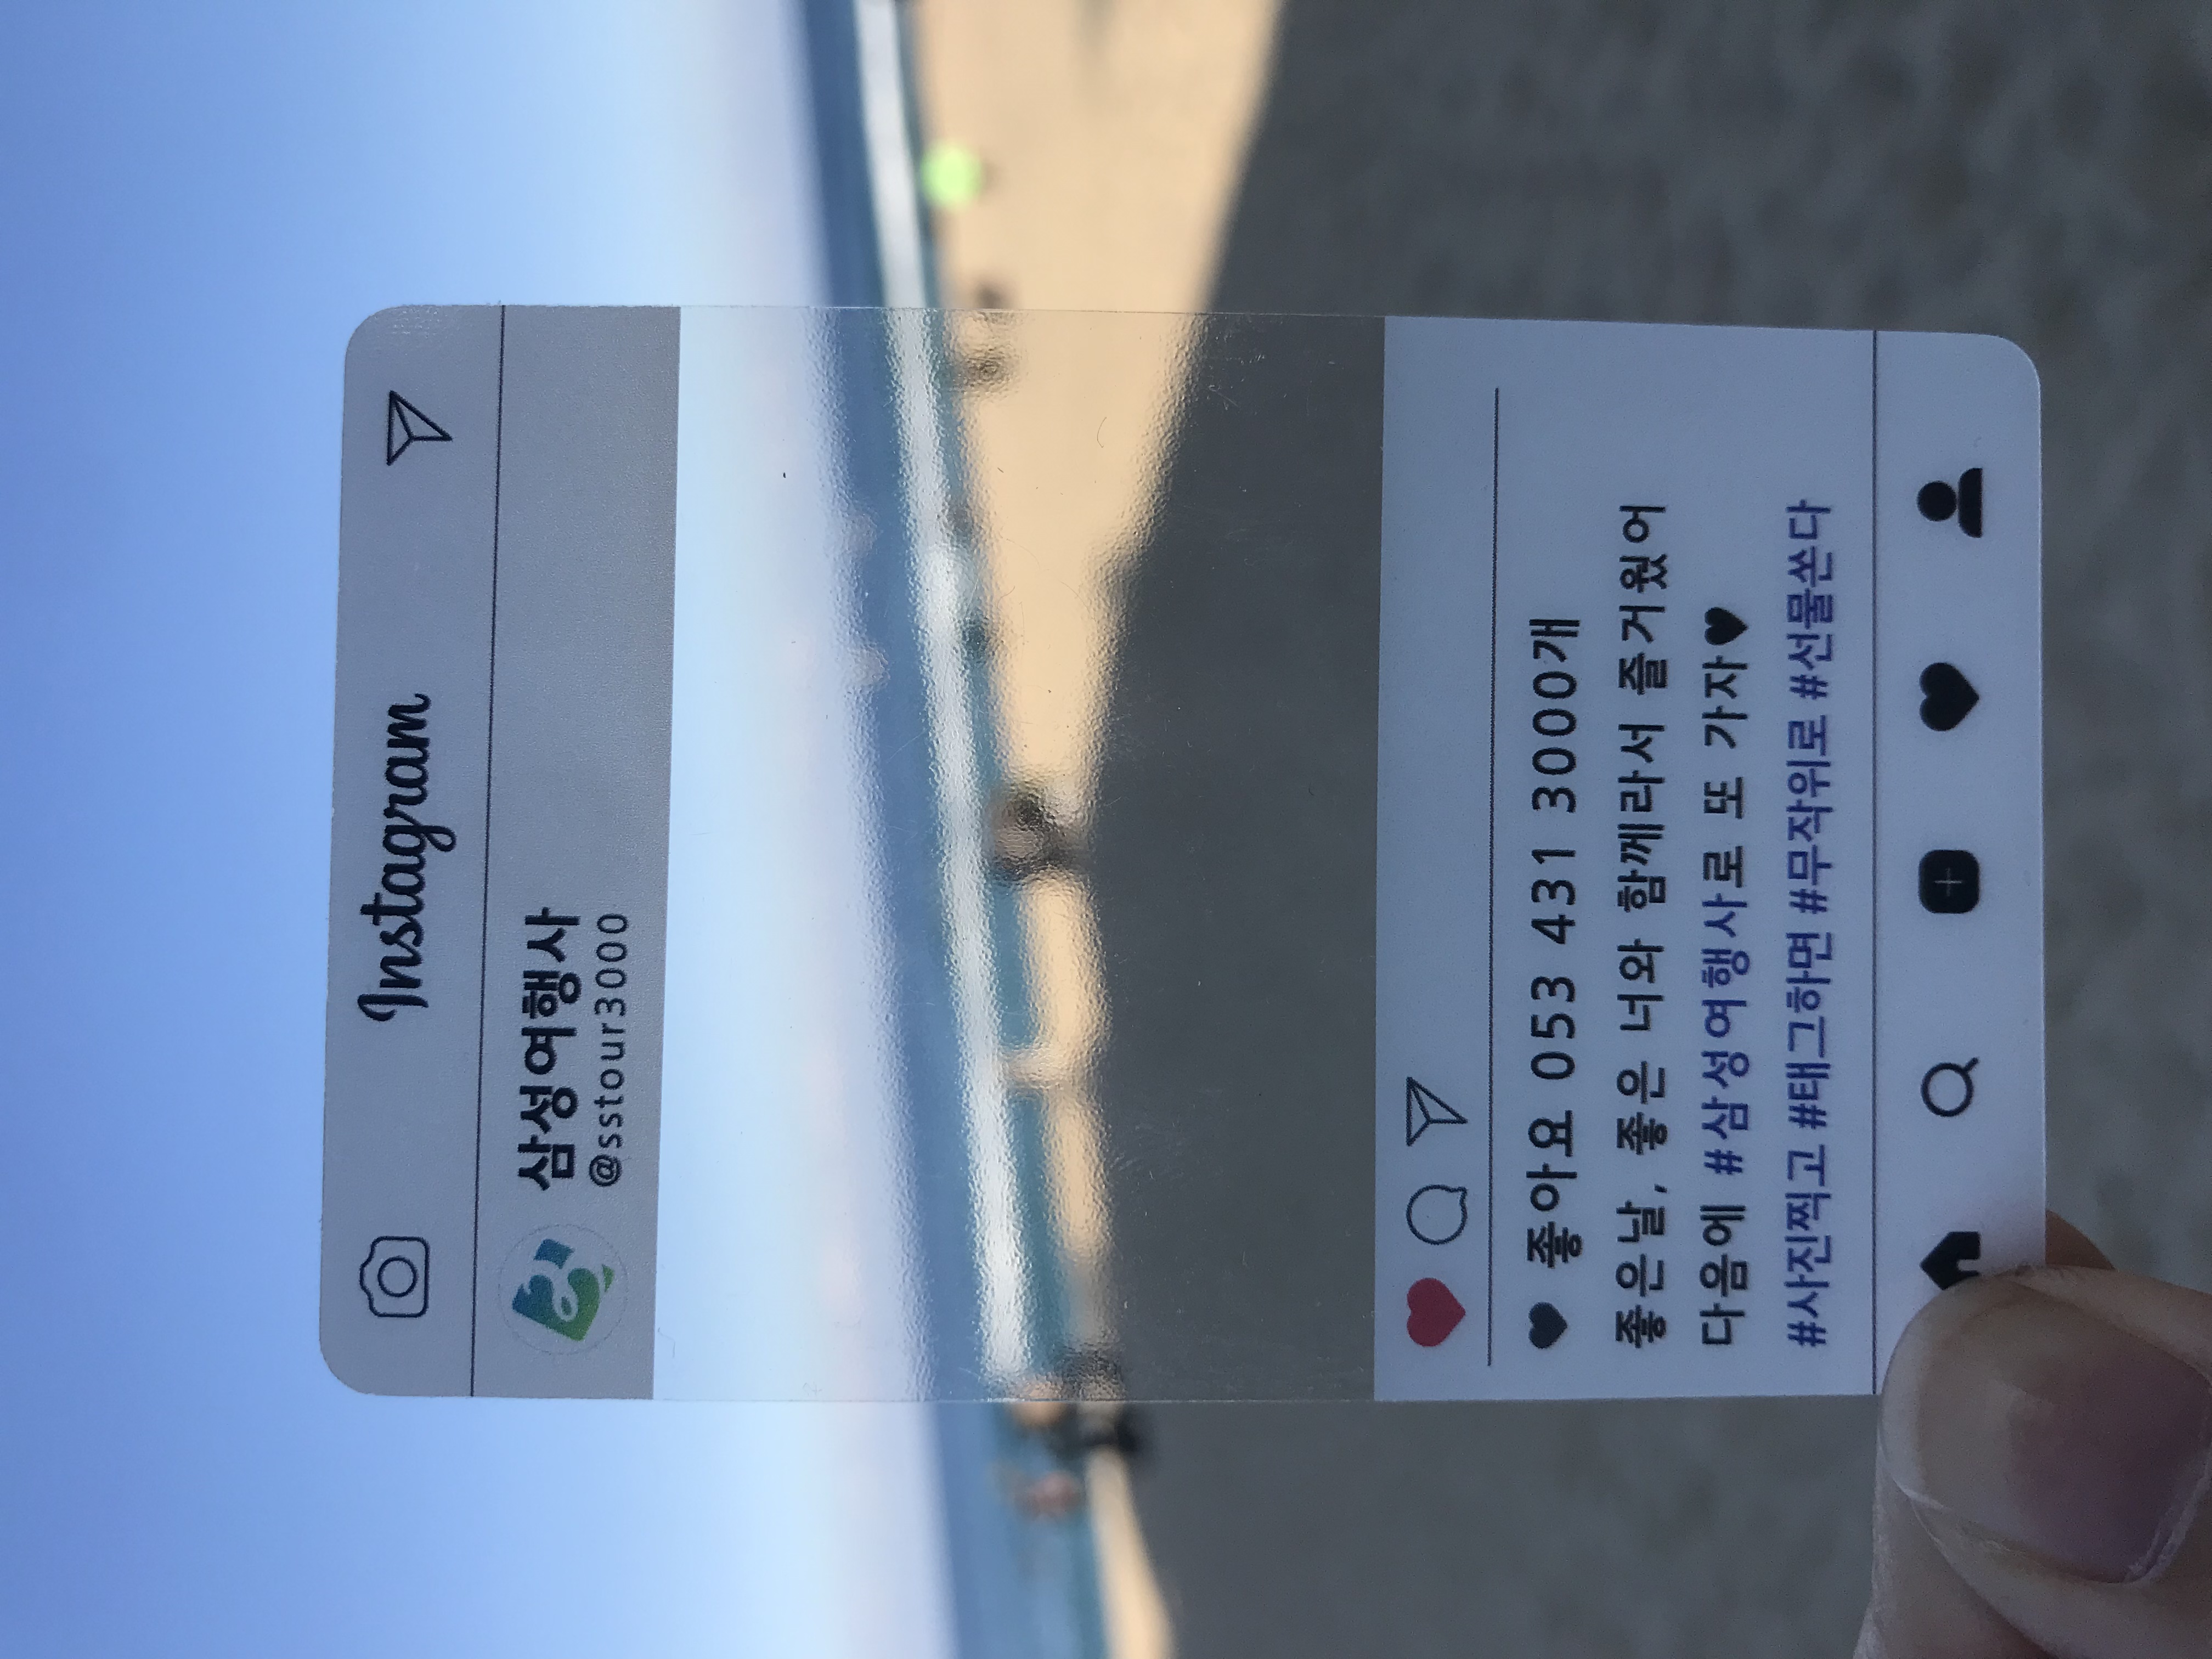 Instagram
삼성여행사
@sstour3000
♥ 좋아요 053 431 3000개
좋은날, 좋은 너와 함께라서 즐거웠어
다음에 #삼성여행사로 또 가자♥
#사진찍고 #태그하면 #무작위로 #선물쏜다